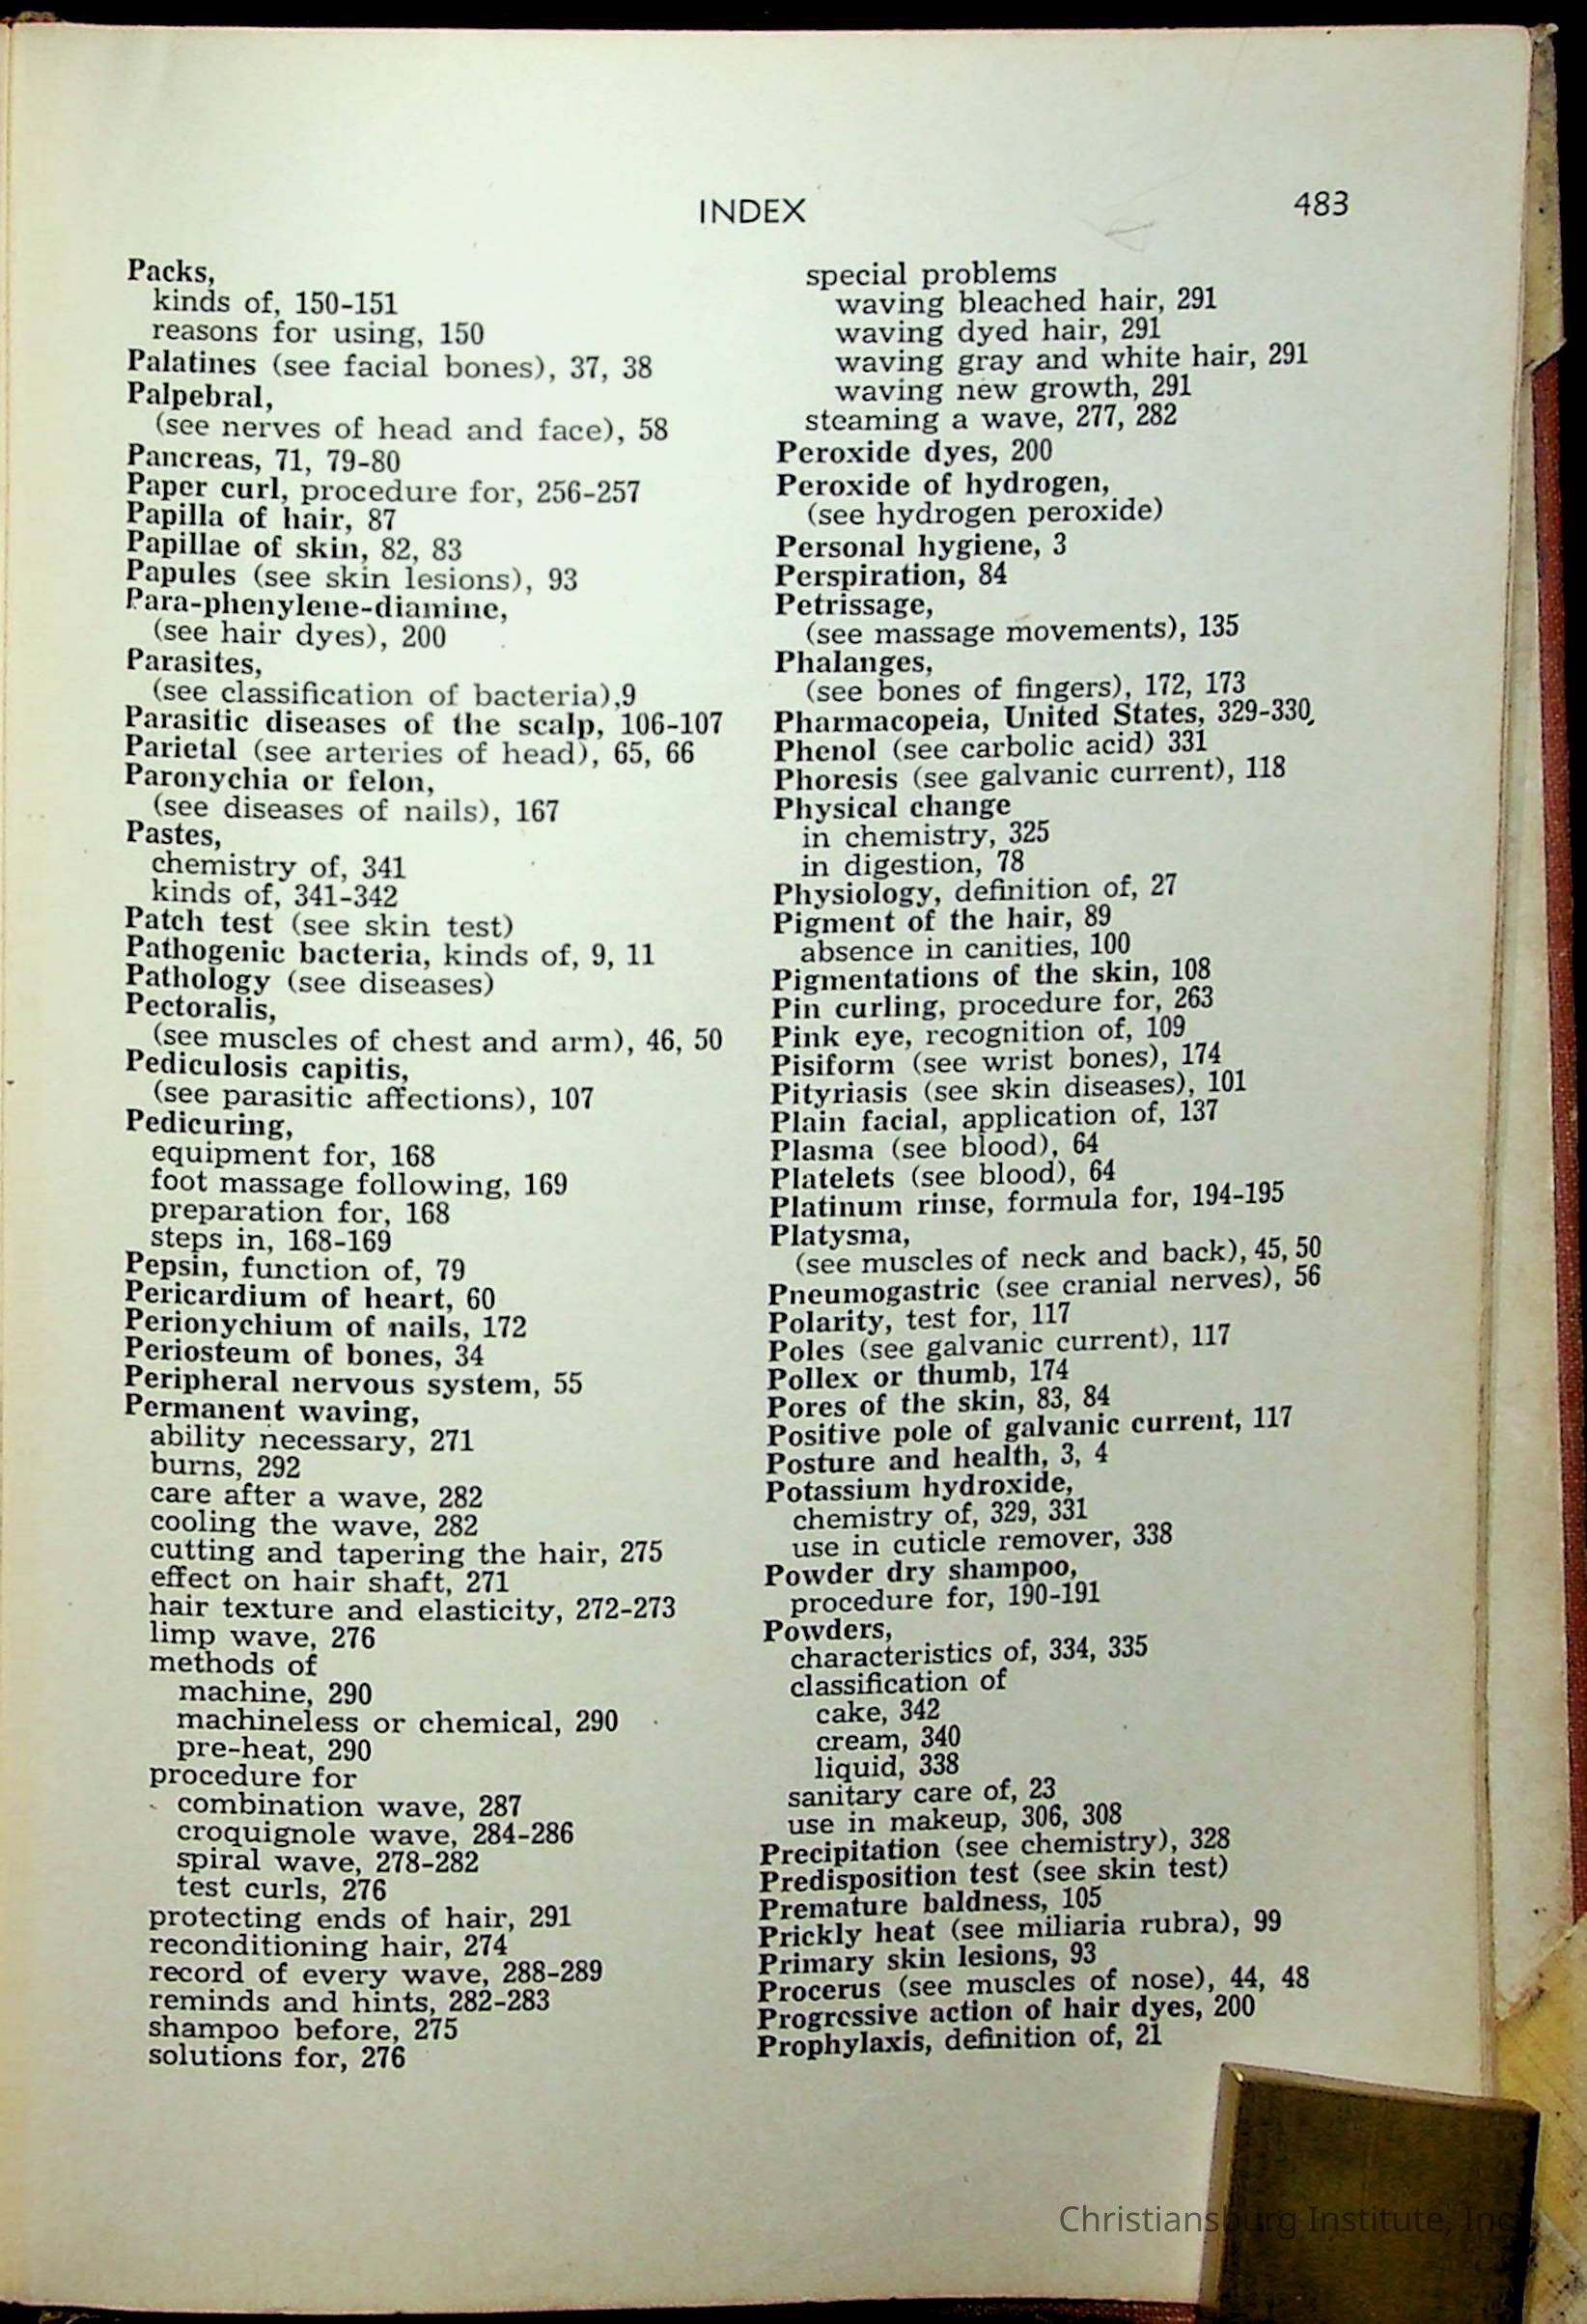 INDEX
483
Packs,
kinds of, 150-151
reasons for using, 150
Palatines (see facial bones), 37, 38
Palpebral,
(see nerves of head and face), 58
Pancreas, 71, 79-80
Paper curl, procedure for, 256-257
Papilla of hair, 87
Papillae of skin, 82, 83
Papules (see skin lesions), 93
Para-phenylene-diamine,
(see hair dyes), 200
Parasites,
(see classification of bacteria),9
Parasitic diseases of the scalp, 106-107
Parietal (see arteries of head), 65, 66
Paronychia or felon,
(see diseases of nails), 167
Pastes,
chemistry of, 341
kinds of, 341-342
Patch test (see skin test)
Pathogenic bacteria, kinds of, 9, 11
Pathology (see diseases)
Pectoralis,
(see muscles of chest and arm), 46, 50
Pediculosis capitis,
(see parasitic affections), 107
Pedicuring,
equipment for, 168
foot massage following, 169
preparation for, 168
steps in, 168-169
Pepsin, function of, 79
Pericardium of heart, 60
Perionychium of nails, 172
Periosteum of bones, 34
Peripheral nervous system, 55
Permanent waving,
ability necessary, 271
burns, 292
care after a wave, 282
cooling the wave, 282
cutting and tapering the hair, 275
effect on hair shaft, 271
hair texture and elasticity, 272-273
limp wave, 276
methods of
machine, 290
machineless or chemical, 290
pre-heat, 290
procedure for
combination wave, 287
croquignole wave, 284-286
spiral wave, 278-282
test curls, 276
protecting ends of hair, 291
reconditioning hair, 274
record of every wave, 288-289
reminds and hints, 282-283
shampoo before, 275
solutions for, 276
special problems
waving bleached hair, 291
waving dyed hair, 291
waving gray and white hair, 291
waving new growth, 291
steaming a wave, 277, 282
Peroxide dyes, 200
Peroxide of hydrogen,
(see hydrogen peroxide)
Personal hygiene, 3
Perspiration, 84
Petrissage,
(see massage movements), 135
Phalanges,
(see bones of fingers), 172, 173
Pharmacopeia, United States, 329-330,
Phenol (see carbolic acid) 331
Phoresis (see galvanic current), 118
Physical change
in chemistry, 325
in digestion, 78
Physiology, definition of, 27
Pigment of the hair, 89
absence in canities, 100
Pigmentations of the skin, 108
Pin curling, procedure for, 263
Pink eye, recognition of, 109
Pisiform (see wrist bones), 174
Pityriasis (see skin diseases), 101
Plain facial, application of, 137
Plasma (see blood), 64
Platelets (see blood), 64
Platinum rinse, formula for, 194-195
Platysma,
(see muscles of neck and back), 45, 50
Pneumogastric (see cranial nerves), 56
Polarity, test for, 117
Poles (see galvanic current), 117
Pollex or thumb, 174
Pores of the skin, 83, 84
Positive pole of galvanic current, 117
Posture and health, 3, 4
Potassium hydroxide,
chemistry of, 329, 331
use in cuticle remover, 338
Powder dry shampoo,
procedure for, 190-191
Powders,
characteristics of, 334, 335
classification of
cake, 342
cream, 340
liquid, 338
sanitary care of, 23
use in makeup, 306, 308
Precipitation (see chemistry), 328
Predisposition test (see skin test)
Premature baldness, 105
Prickly heat (see miliaria rubra), 99
Primary skin lesions, 93
Procerus (see muscles of nose), 44, 48
Progressive action of hair dyes, 200
Prophylaxis, definition of, 21
Christiansburg Institute, Inc.